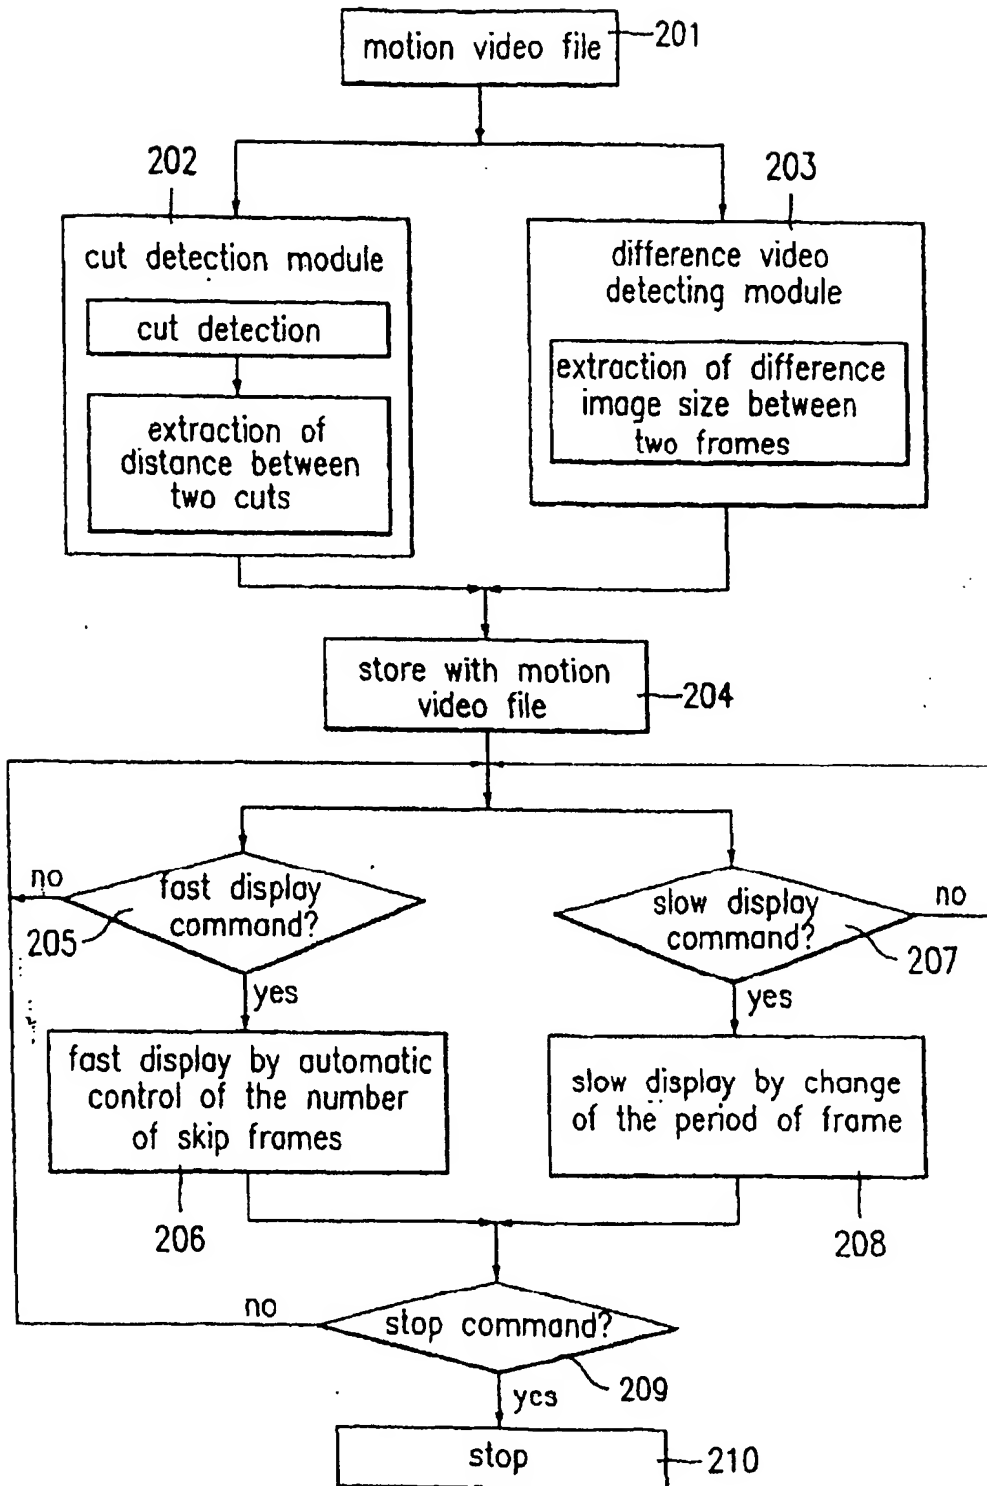 motion video file
201
202
203
cut detection module
cut detection
extraction of
distance between
two cuts
difference video
detecting module
extraction of difference
image size between
two frames
store with motion
video file
204
no
fast display
command?
205
yes
slow display
command?
no
207
yes
fast display by automatic
control of the number
of skip frames
206
slow display by change
of the period of frame
208
no
stop command?
209
yes
stop
210